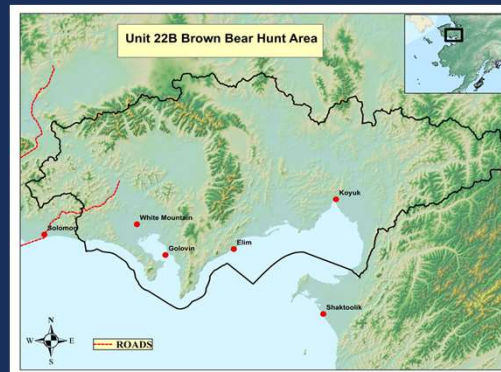 Unit 22B Brown Bear Hunt Area
Koyuk
White Mountain
Solomon
Elim
Golovin
Shaktoolik
N
W E
S
ROADS